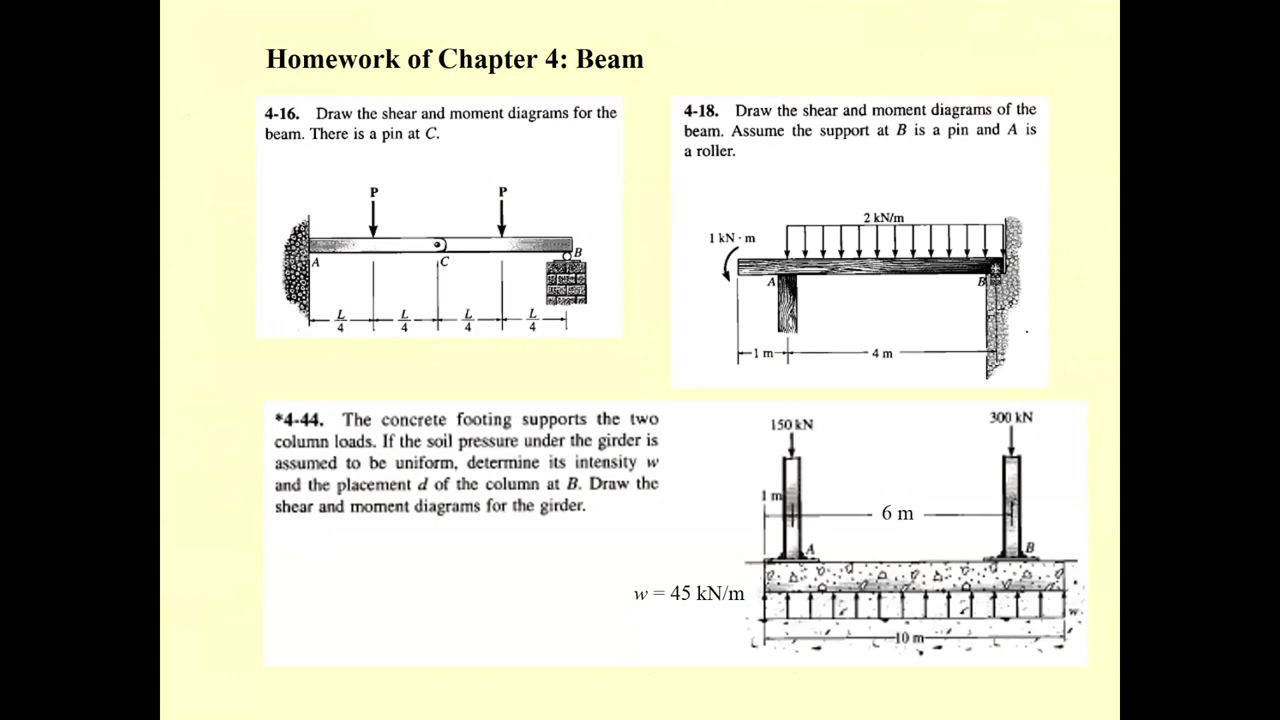 Homework of Chapter 4: Beam
4-16. Draw the shear and moment diagrams for the
beam. There is a pin at C.
P
P
A
C
B
L/4
L/4
L/4
L/4
4-18. Draw the shear and moment diagrams of the
beam. Assume the support at B is a pin and A is
a roller.
2 kN/m
1 kN · m
A
B
1 m
4 m
*4-44. The concrete footing supports the two
column loads. If the soil pressure under the girder is
assumed to be uniform, determine its intensity w
and the placement d of the column at B. Draw the
shear and moment diagrams for the girder.
150 kN
300 kN
1 m
6 m
A
B
w = 45 kN/m
w
10 m